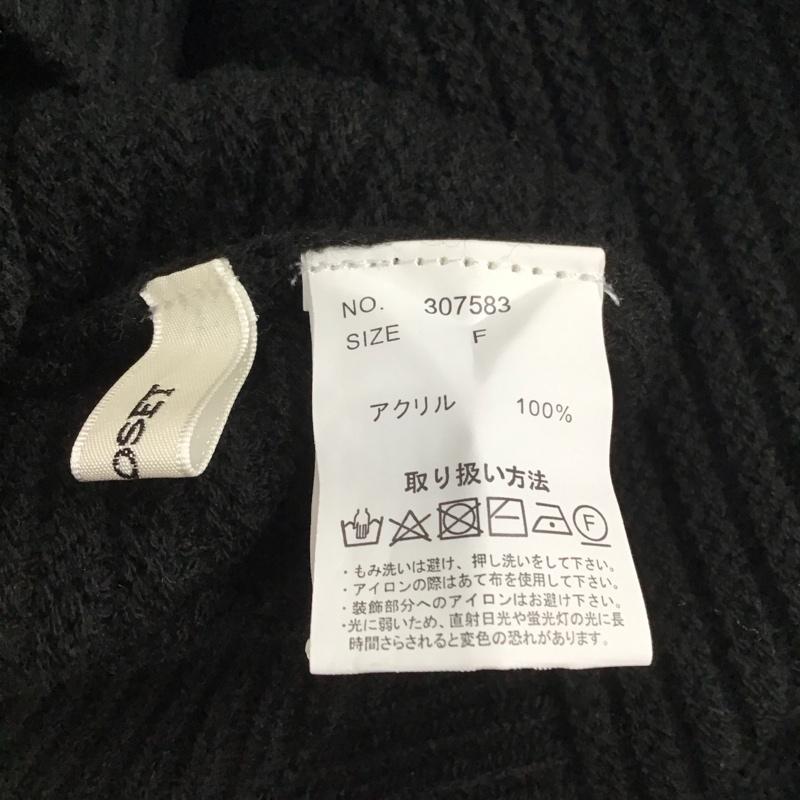 OSET
NO. 307583
SIZE F
アクリル 100%
取り扱い方法
F
・もみ洗いは避け、押し洗いをして下さい。
・アイロンの際はあて布を使用して下さい。
・装飾部分へのアイロンはお避け下さい。
・光に弱いため、直射日光や蛍光灯の光に長
時間さらされると変色の恐れがあります。